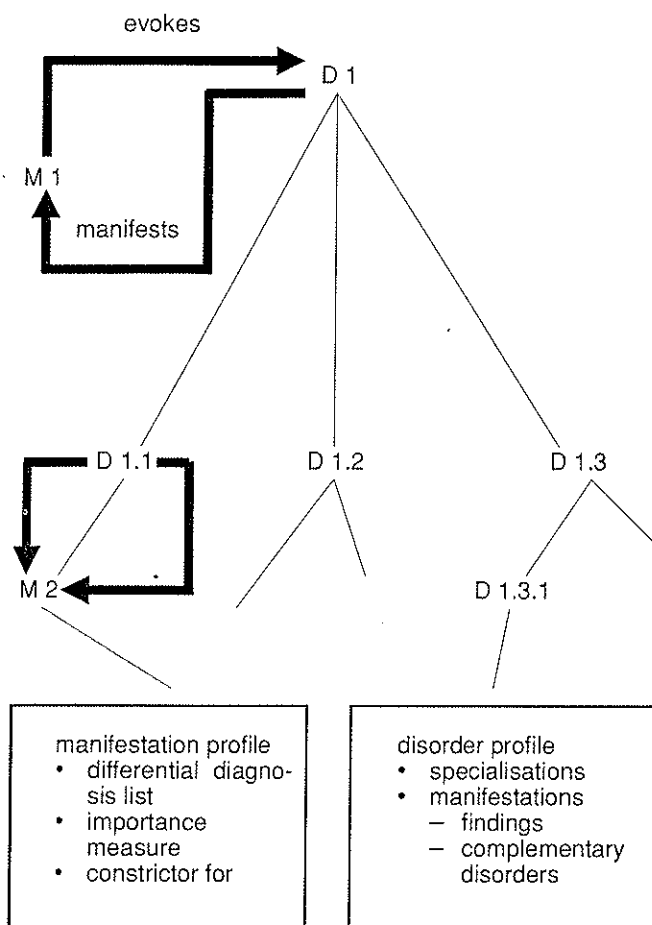 evokes
D 1
M 1
manifests
D 1.1
D 1.2
D 1.3
M 2
D 1.3.1
manifestation profile
• differential diagno-
sis list
• importance
measure
• constrictor for
disorder profile
• specialisations
• manifestations
– findings
– complementary
disorders